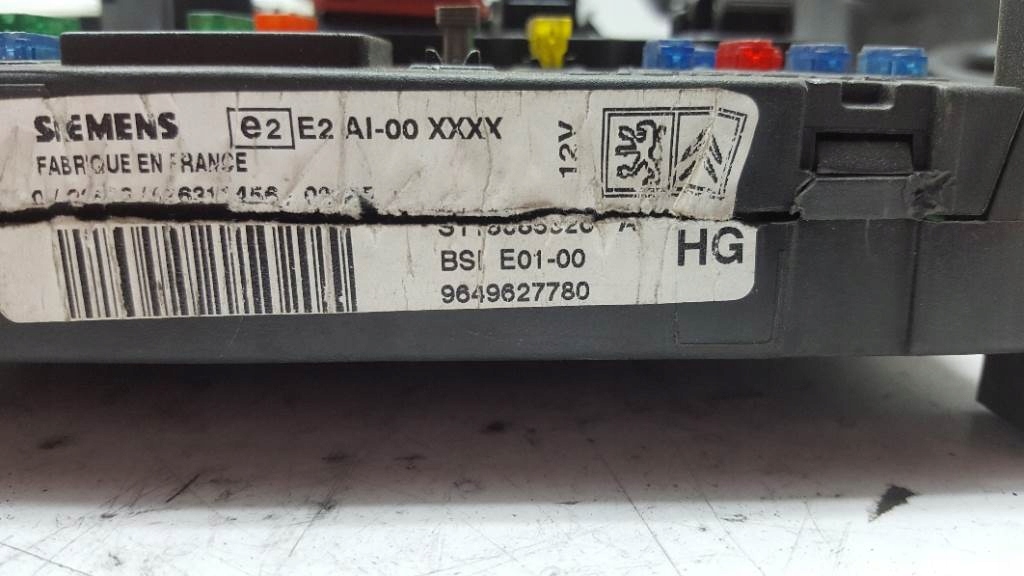 SIEMENS e2 E2 AI-00 XXXX
FABRIQUE EN FRANCE
12V
BSI E01-00
9649627780
HG